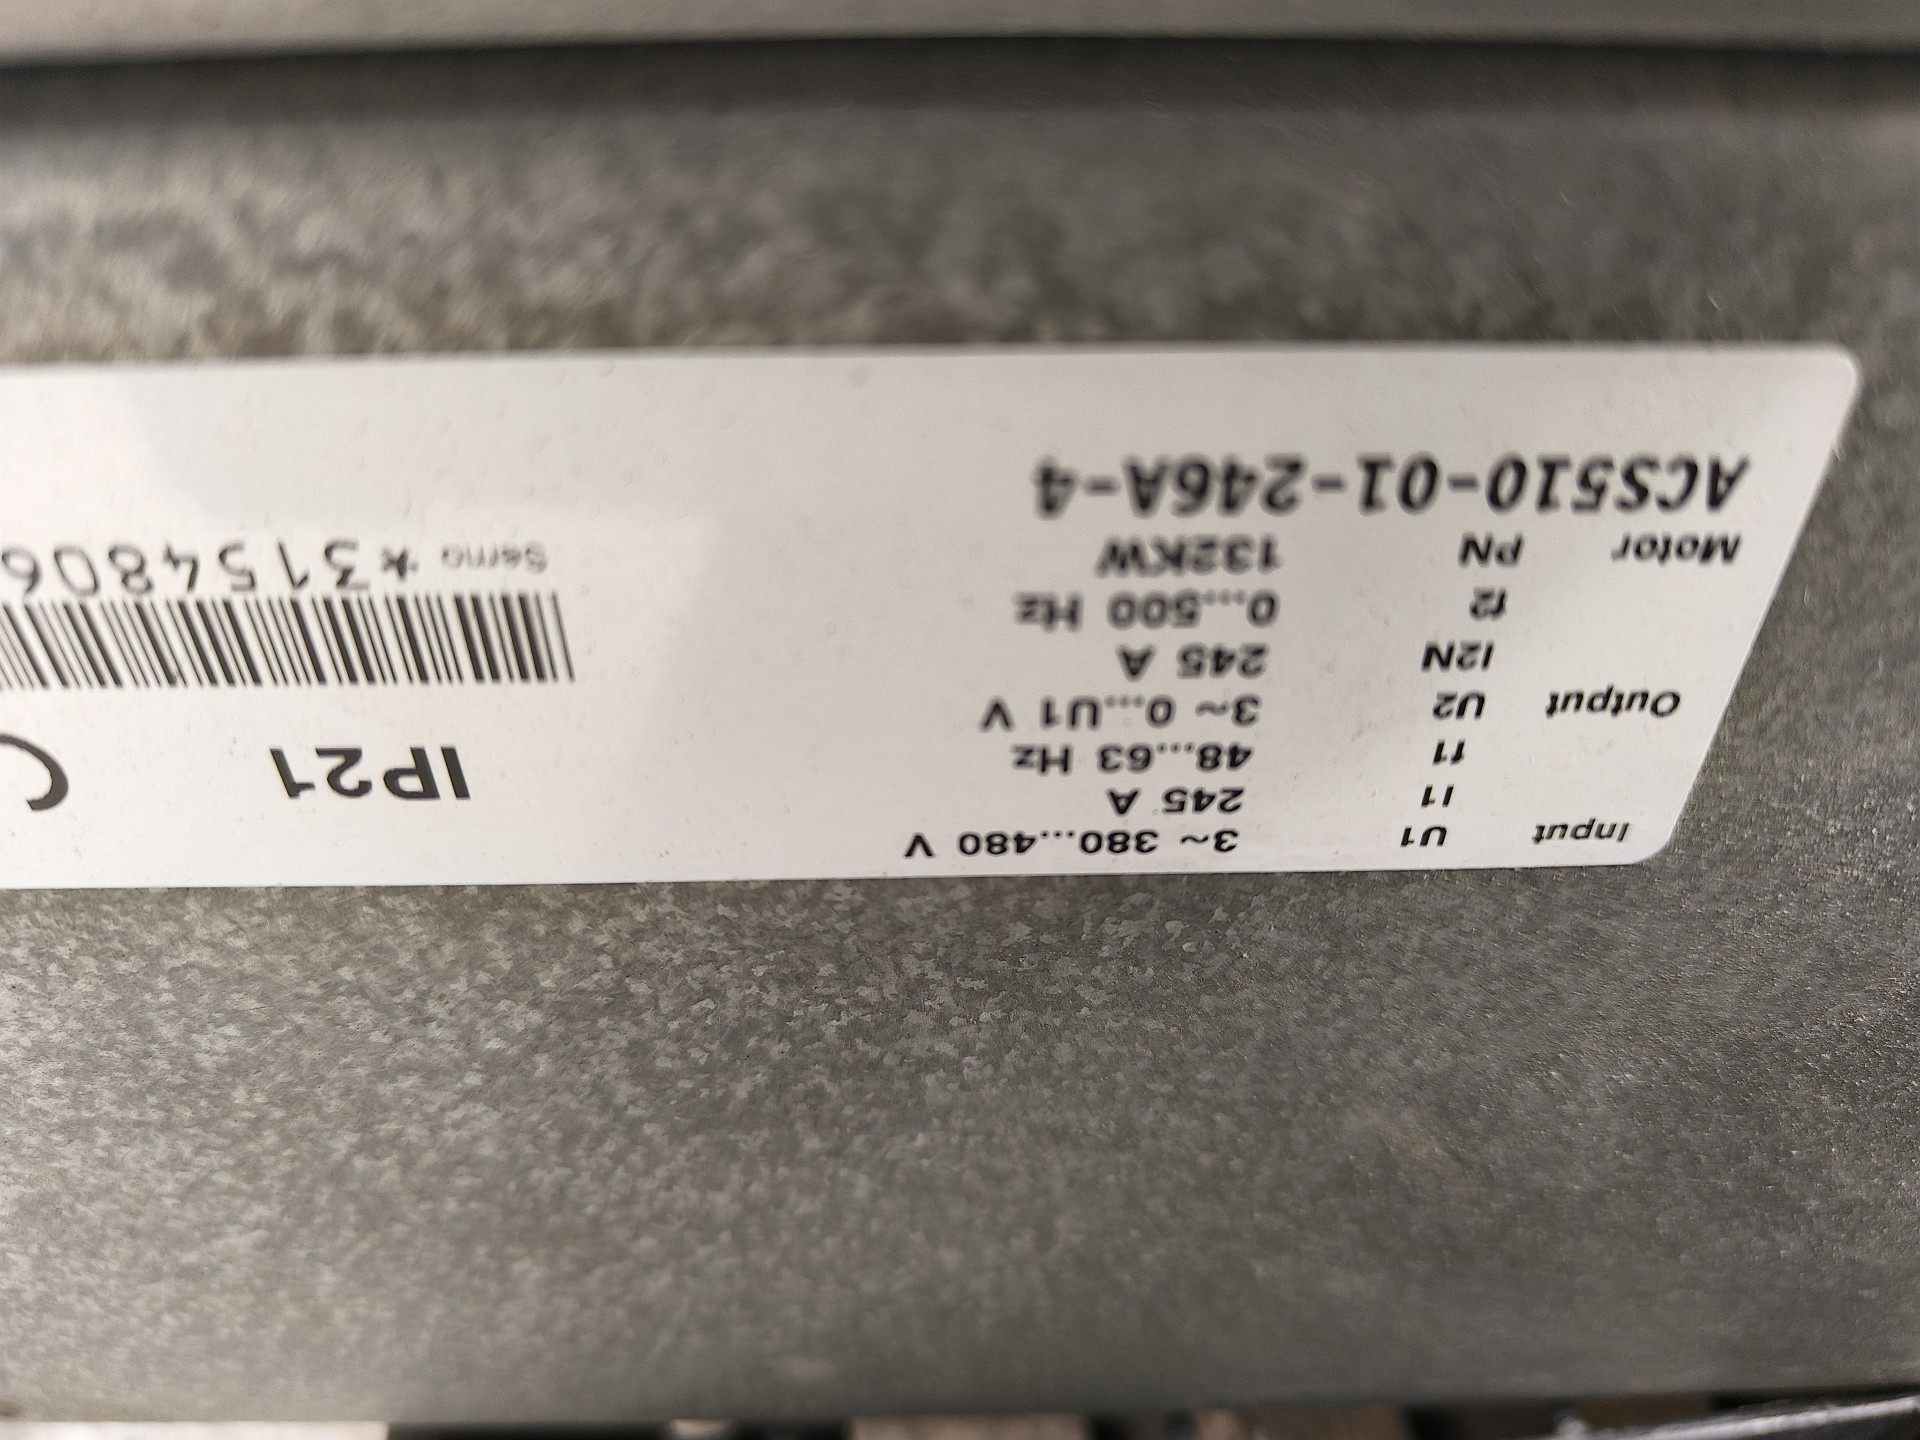 Input U1 3~ 380...480 V
I1 245 A
f1 48...63 Hz
Output U2 3~ 0...U1 V
I2N 245 A
f2 0...500 Hz
Motor PN 132KW
ACS510-01-246A-4
IP21
Serno *3154806